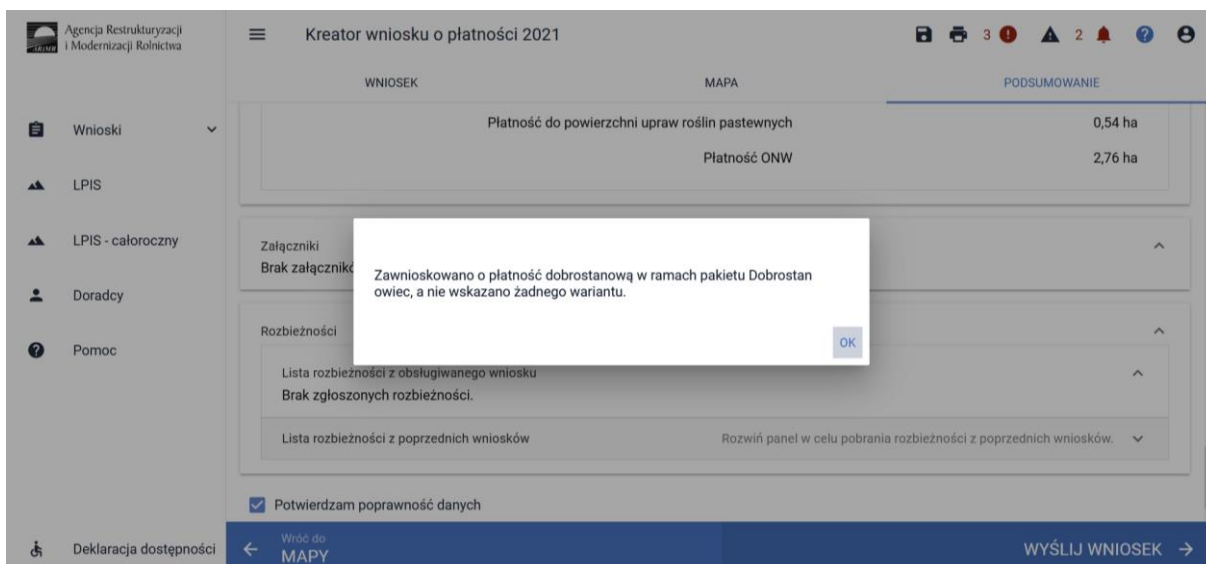 Agencja Restrukturyzacji
i Modernizacji Rolnictwa
ARiMR
Kreator wniosku o płatności 2021
3
2
WNIOSEK
MAPA
PODSUMOWANIE
Wnioski
LPIS
LPIS - całoroczny
Doradcy
Pomoc
Deklaracja dostępności
Płatność do powierzchni upraw roślin pastewnych 0,54 ha
Płatność ONW 2,76 ha
Załączniki
Brak załącznikó
Zawnioskowano o płatność dobrostanową w ramach pakietu Dobrostan
owiec, a nie wskazano żadnego wariantu.
OK
Rozbieżności
Lista rozbieżności z obsługiwanego wniosku
Brak zgłoszonych rozbieżności.
Lista rozbieżności z poprzednich wniosków Rozwiń panel w celu pobrania rozbieżności z poprzednich wniosków.
Potwierdzam poprawność danych
Wróć do
MAPY
WYŚLIJ WNIOSEK